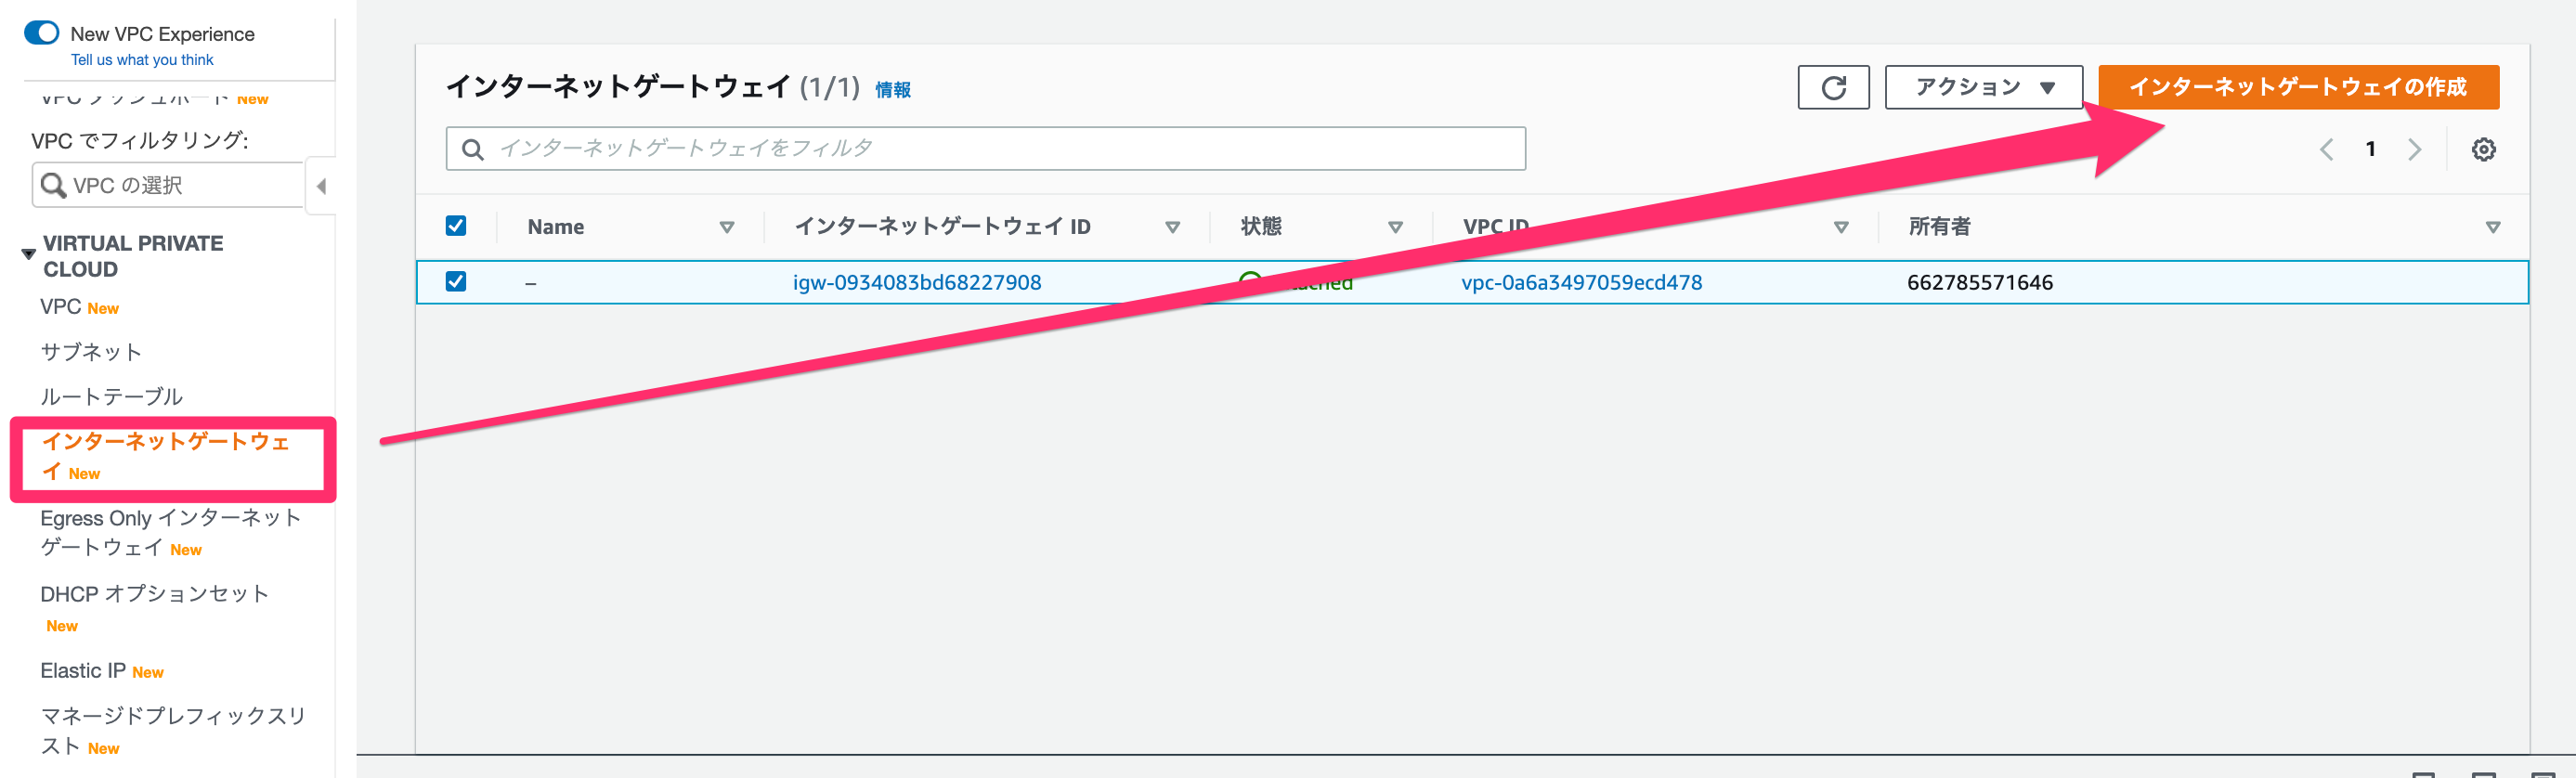 New VPC Experience
Tell us what you think
VPC ダッシュボード New
VPC でフィルタリング:
VPC の選択
VIRTUAL PRIVATE
CLOUD
VPC New
サブネット
ルートテーブル
インターネットゲートウェ
イ New
Egress Only インターネット
ゲートウェイ New
DHCP オプションセット
New
Elastic IP New
マネージドプレフィックスリ
スト New
インターネットゲートウェイ (1/1) 情報
アクション
インターネットゲートウェイの作成
インターネットゲートウェイをフィルタ
1
Name インターネットゲートウェイ ID 状態 VPC ID 所有者
– igw-0934083bd68227908 vpc-0a6a3497059ecd478 662785571646